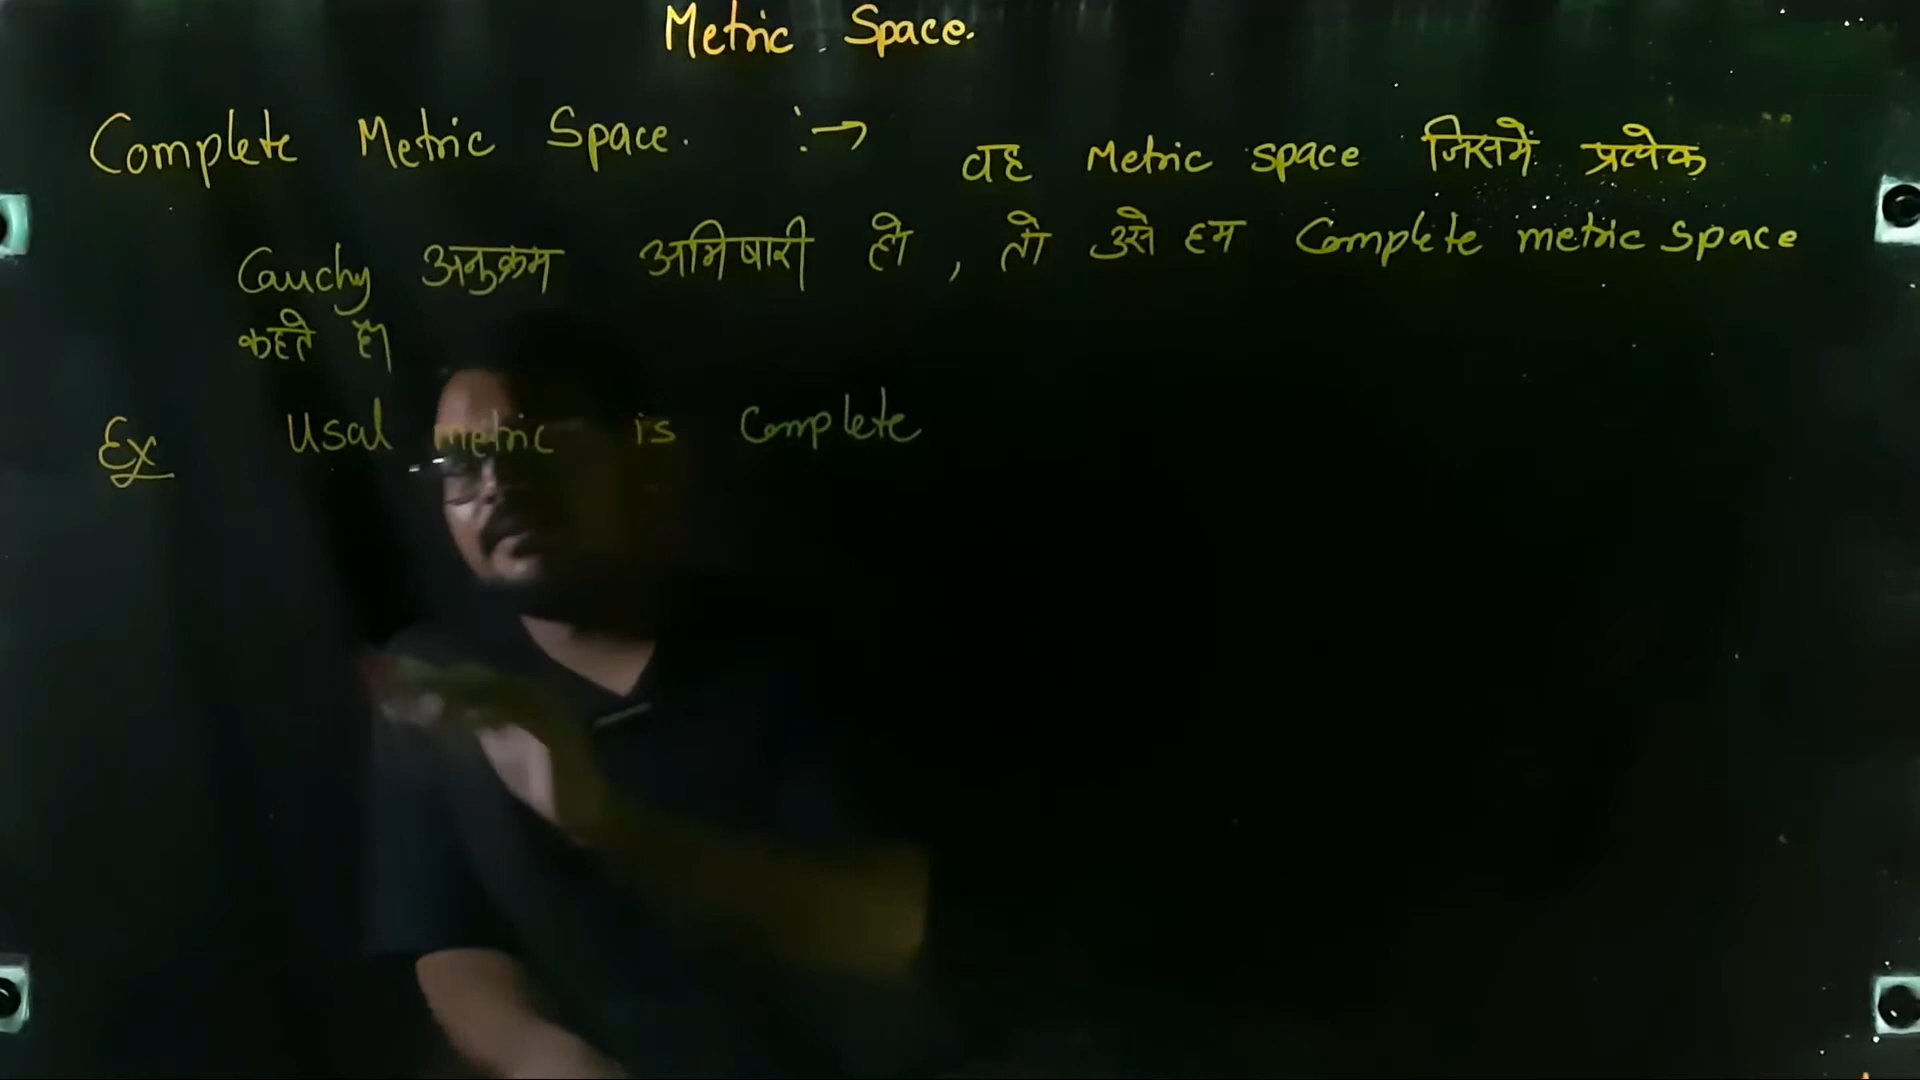 Metric Space.
Complete Metric Space. :→ वह Metric space जिसमें प्रत्येक
Cauchy अनुक्रम अभिषारी हो, तो उसे हम Complete metric space
कहते है।
Ex Usal metric is Complete